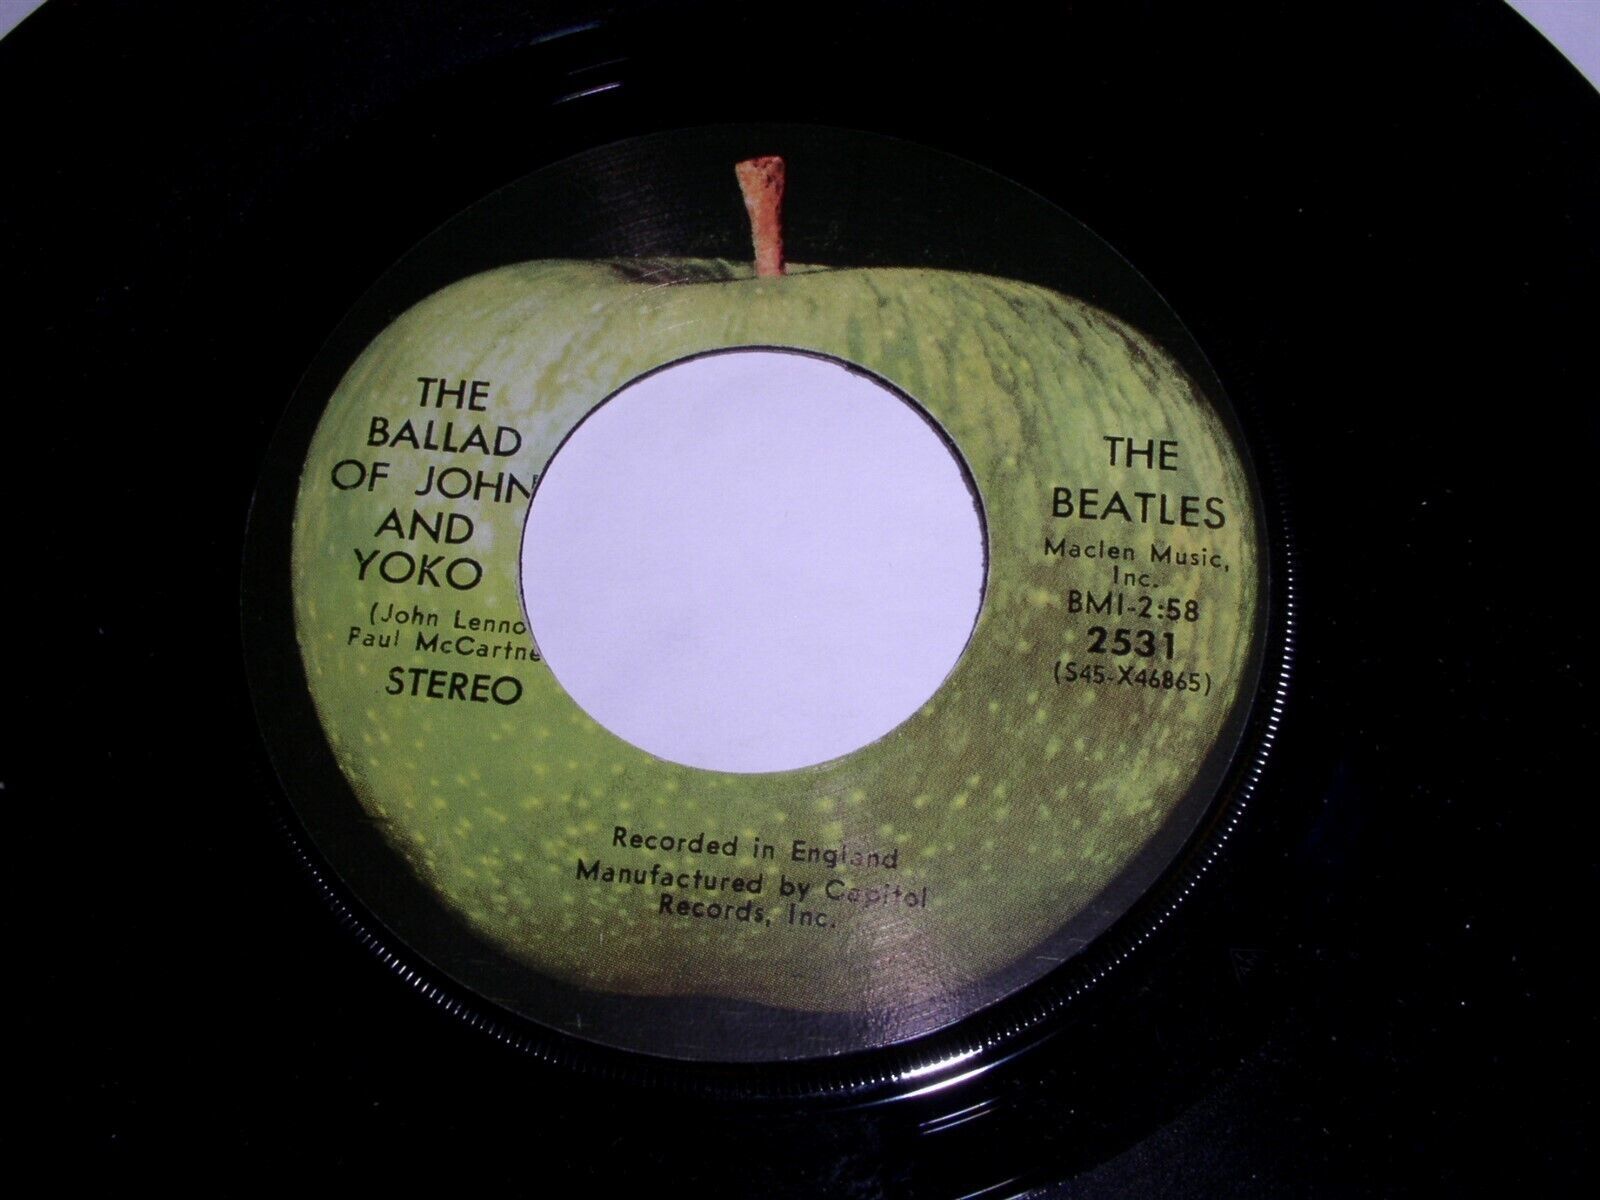 THE
BALLAD
OF JOHN
AND
YOKO
(John Lenno
Paul McCartne
STEREO
THE
BEATLES
Maclen Music,
Inc.
BMI-2:58
2531
(S45-X46865)
Recorded in England
Manufactured by Capitol
Records, Inc.